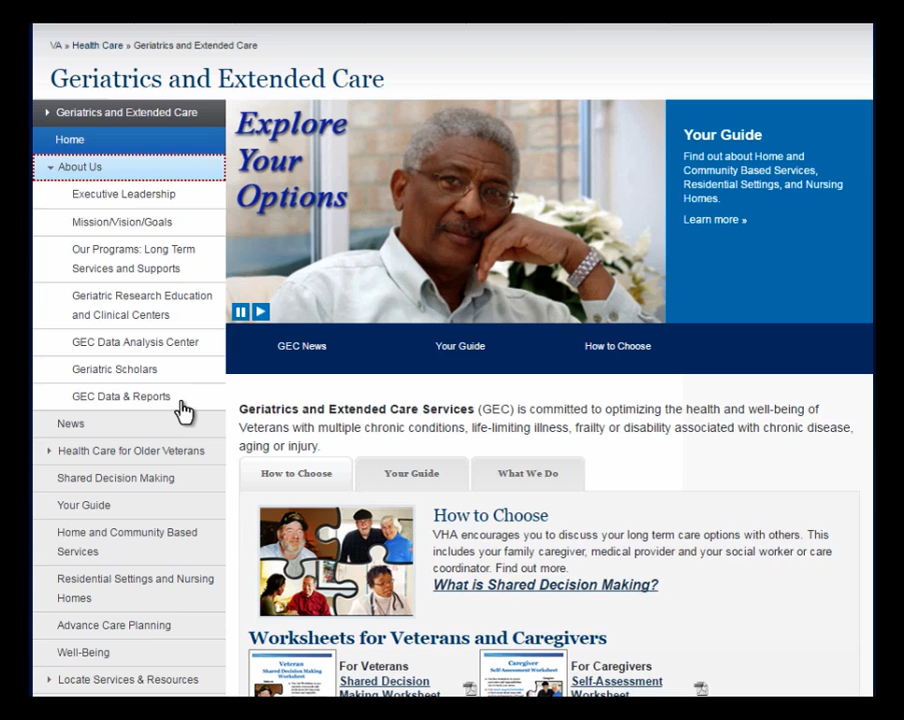 VA » Health Care » Geriatrics and Extended Care
Geriatrics and Extended Care
Geriatrics and Extended Care
Home
About Us
Executive Leadership
Mission/Vision/Goals
Our Programs: Long Term
Services and Supports
Geriatric Research Education
and Clinical Centers
GEC Data Analysis Center
Geriatric Scholars
GEC Data & Reports
News
Health Care for Older Veterans
Shared Decision Making
Your Guide
Home and Community Based
Services
Residential Settings and Nursing
Homes
Advance Care Planning
Well-Being
Locate Services & Resources
Explore
Your
Options
Your Guide
Find out about Home and
Community Based Services,
Residential Settings, and Nursing
Homes.
Learn more »
GEC News
Your Guide
How to Choose
Geriatrics and Extended Care Services (GEC) is committed to optimizing the health and well-being of
Veterans with multiple chronic conditions, life-limiting illness, frailty or disability associated with chronic disease,
aging or injury.
How to Choose
Your Guide
What We Do
How to Choose
VHA encourages you to discuss your long term care options with others. This
includes your family caregiver, medical provider and your social worker or care
coordinator. Find out more.
What is Shared Decision Making?
Worksheets for Veterans and Caregivers
Veteran
Shared Decision Making
Worksheet
For Veterans
Shared Decision
Making Worksheet
Caregiver
Self-Assessment Worksheet
For Caregivers
Self-Assessment
Worksheet